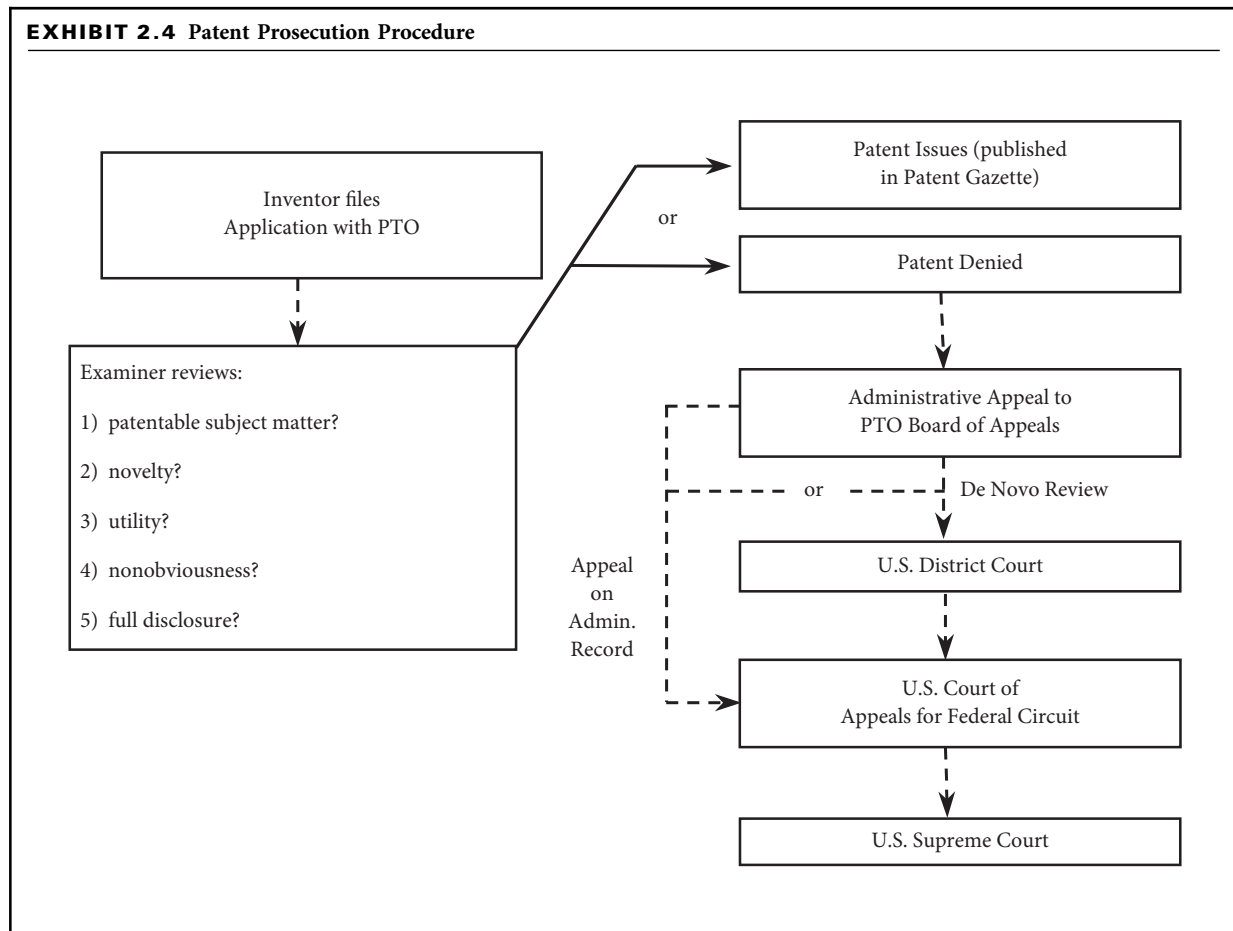 EXHIBIT 2.4 Patent Prosecution Procedure
Inventor files
Application with PTO
Examiner reviews:
1) patentable subject matter?
2) novelty?
3) utility?
4) nonobviousness?
5) full disclosure?
Patent Issues (published
in Patent Gazette)
or
Patent Denied
Administrative Appeal to
PTO Board of Appeals
or
De Novo Review
Appeal
on
Admin.
Record
U.S. District Court
U.S. Court of
Appeals for Federal Circuit
U.S. Supreme Court